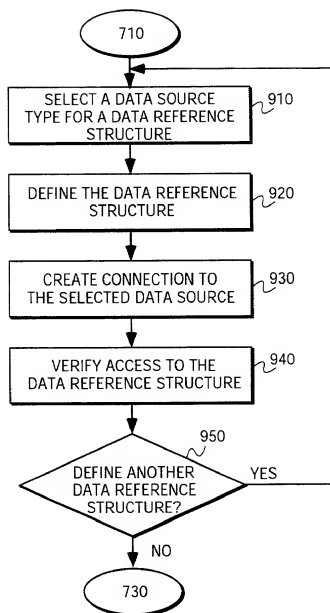 710
SELECT A DATA SOURCE
TYPE FOR A DATA REFERENCE
STRUCTURE
910
DEFINE THE DATA REFERENCE
STRUCTURE
920
CREATE CONNECTION TO
THE SELECTED DATA SOURCE
930
VERIFY ACCESS TO THE
DATA REFERENCE STRUCTURE
940
950
DEFINE ANOTHER
DATA REFERENCE
STRUCTURE?
YES
NO
730